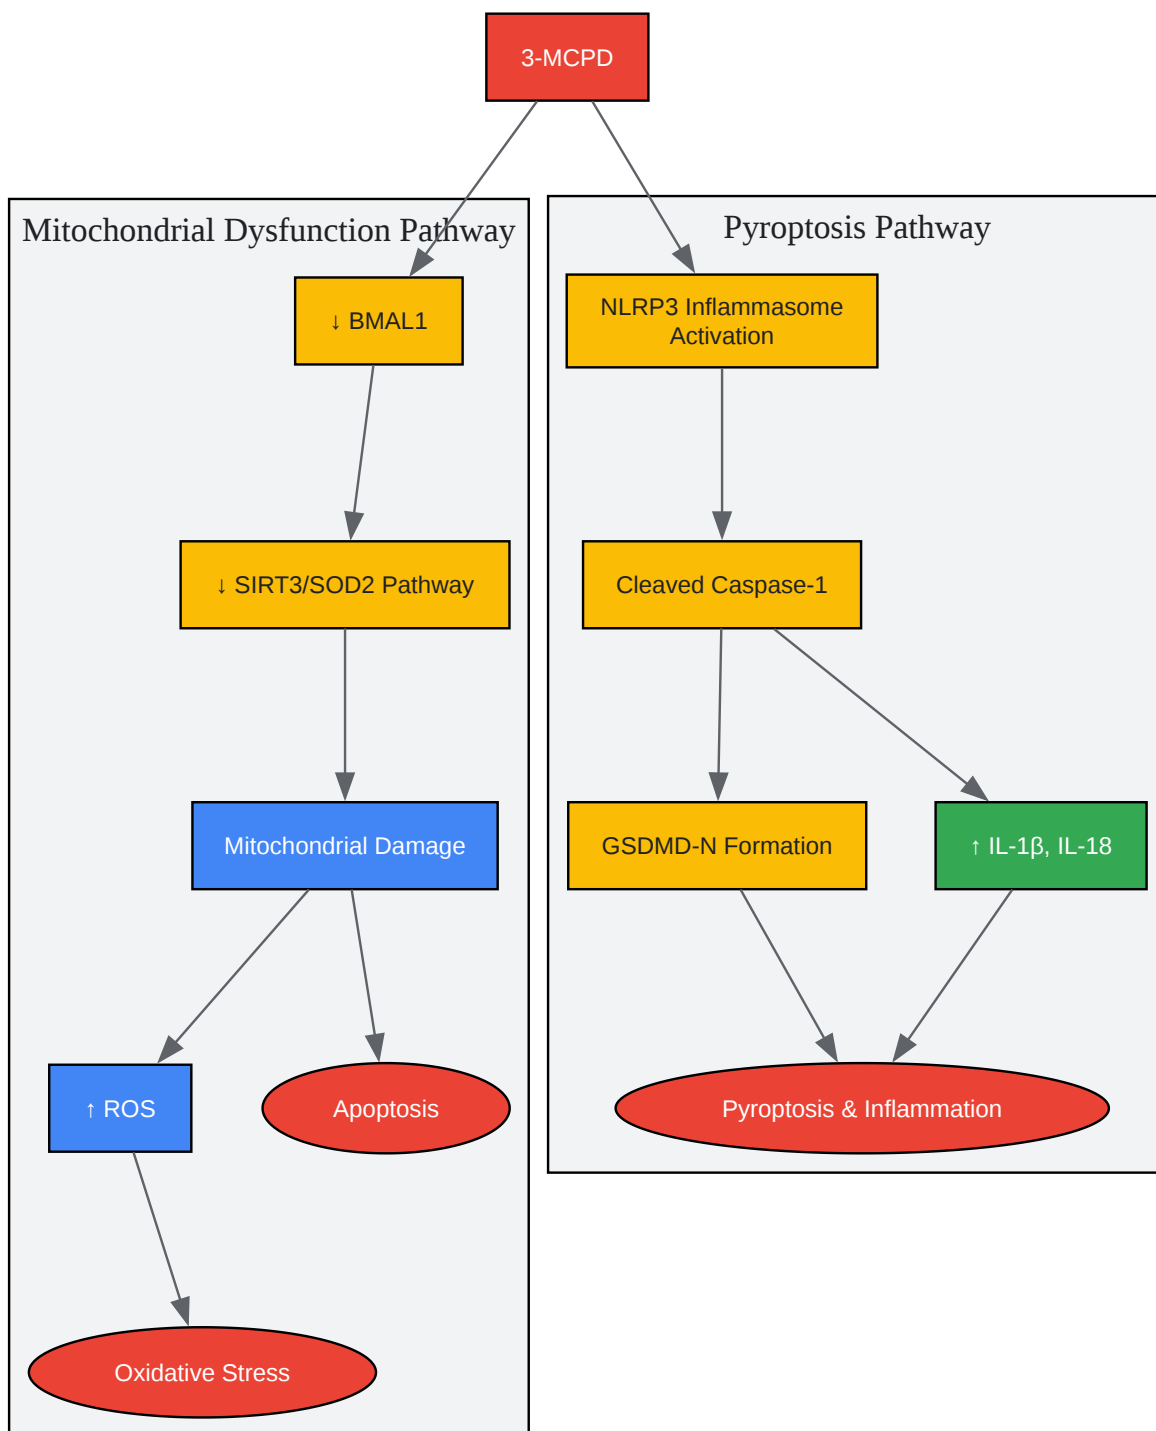 3-MCPD
Mitochondrial Dysfunction Pathway
↓ BMAL1
↓ SIRT3/SOD2 Pathway
Mitochondrial Damage
↑ ROS
Apoptosis
Oxidative Stress
Pyroptosis Pathway
NLRP3 Inflammasome
Activation
Cleaved Caspase-1
GSDMD-N Formation
↑ IL-1β, IL-18
Pyroptosis & Inflammation